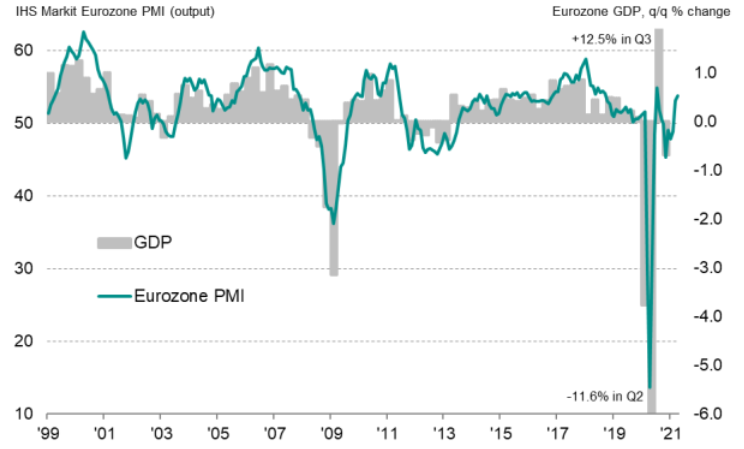 IHS Markit Eurozone PMI (output)
Eurozone GDP, q/q % change
+12.5% in Q3
60
50
40
30
20
10
1.0
0.0
-1.0
-2.0
-3.0
-4.0
-5.0
-6.0
GDP
Eurozone PMI
-11.6% in Q2
'99 '01 '03 '05 '07 '09 '11 '13 '15 '17 '19 '21